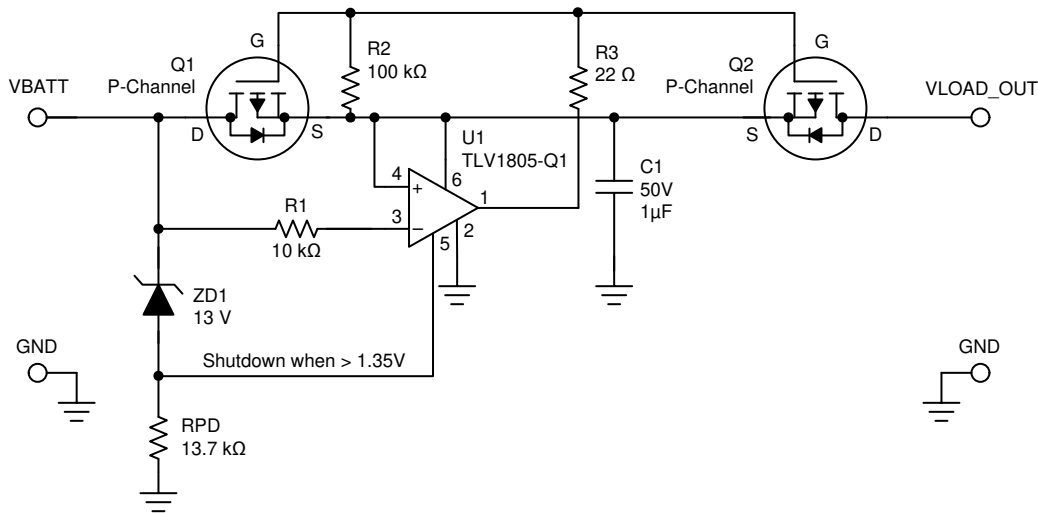 G
R2
100 kΩ
R3
22 Ω
G
Q1
P-Channel
Q2
P-Channel
VBATT
VLOAD_OUT
D
S
S
D
U1
TLV1805-Q1
4
+
6
1
3
−
5
2
C1
50V
1µF
R1
10 kΩ
ZD1
13 V
GND
Shutdown when > 1.35V
GND
RPD
13.7 kΩ